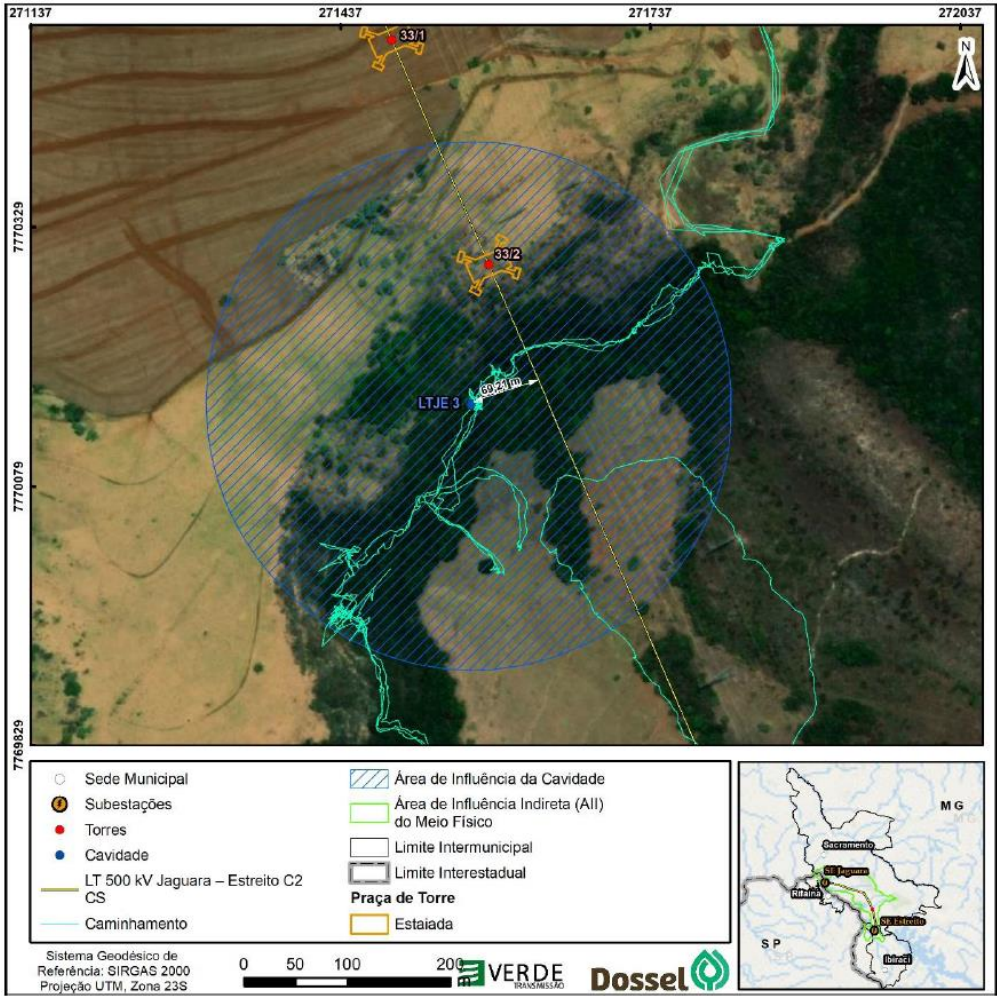 271137
271437
271737
272037
33/1
N
7770329
33/2
69,21 m
LTJE 3
7770079
7769829
Sede Municipal
Subestações
Torres
Cavidade
LT 500 kV Jaguara – Estreito C2
CS
Caminhamento
Área de Influência da Cavidade
Área de Influência Indireta (AII)
do Meio Físico
Limite Intermunicipal
Limite Interestadual
Praça de Torre
Estaiada
MG
MG
Sacramento
SE Jaguara
Rifaina
SE Estreito
SP
Ibiraci
Sistema Geodésico de
Referência: SIRGAS 2000
Projeção UTM, Zona 23S
0 50 100 200
m
VERDE
TRANSMISSÃO
Dossel